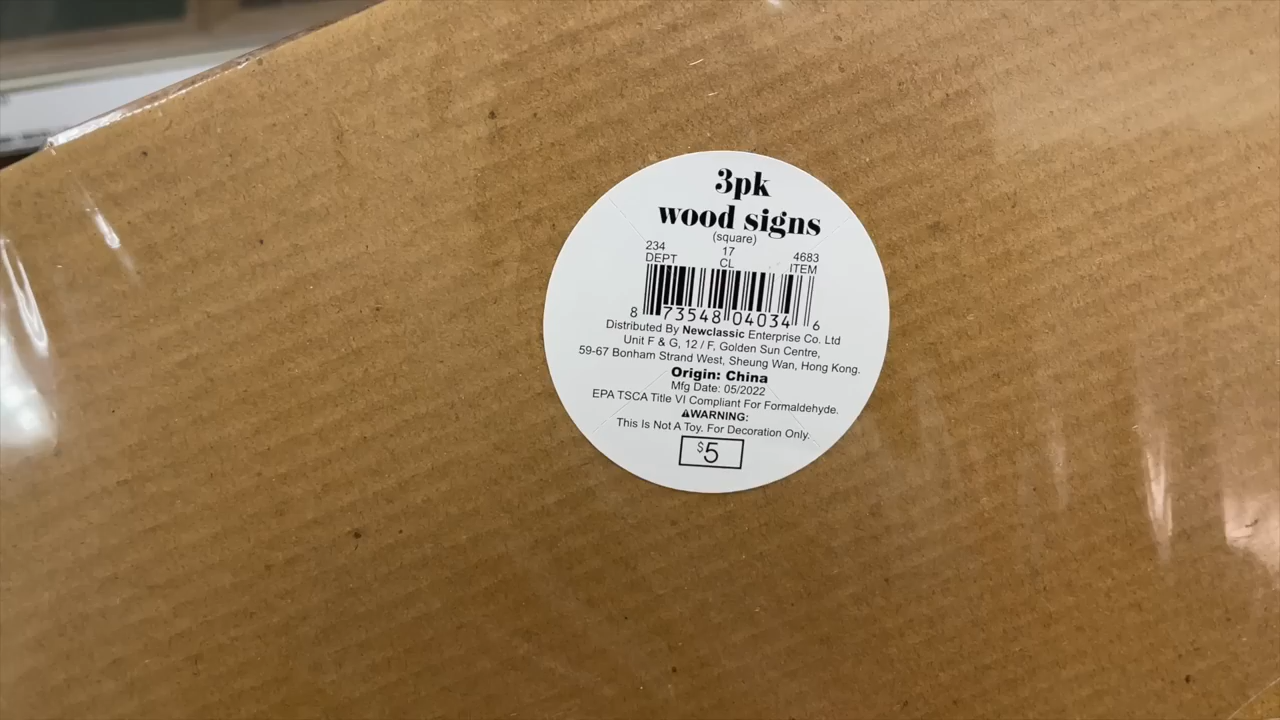 3pk
wood signs
(square)
234 17 4683
DEPT CL ITEM
8 73548 04034 6
Distributed By Newclassic Enterprise Co. Ltd
Unit F & G, 12 / F, Golden Sun Centre,
59-67 Bonham Strand West, Sheung Wan, Hong Kong.
Origin: China
Mfg Date: 05/2022
EPA TSCA Title VI Compliant For Formaldehyde.
⚠WARNING:
This Is Not A Toy. For Decoration Only.
$5